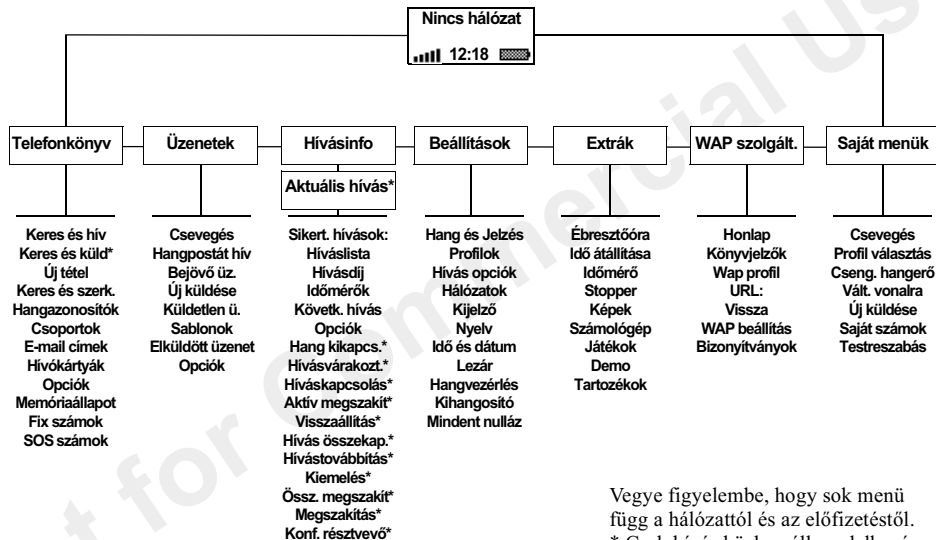 Nincs hálózat
12:18
Telefonkönyv
Üzenetek
Hívásinfo
Beállítások
Extrák
WAP szolgált.
Saját menük
Aktuális hívás*
Keres és hív
Keres és küld*
Új tétel
Keres és szerk.
Hangazonosítók
Csoportok
E-mail címek
Hívókártyák
Opciók
Memóriaállapot
Fix számok
SOS számok
Csevegés
Hangpostát hív
Bejövő üz.
Új küldése
Küldetlen ü.
Sablonok
Elküldött üzenet
Opciók
Sikert. hívások:
Híváslista
Hívásdíj
Időmérők
Követk. hívás
Opciók
Hang kikapcs.*
Hívásvárakozt.*
Híváskapcsolás*
Aktív megszakít*
Visszaállítás*
Hívás összekap.*
Hívástovábbítás*
Kiemelés*
Össz. megszakít*
Megszakítás*
Konf. résztvevő*
Hang és Jelzés
Profilok
Hívás opciók
Hálózatok
Kijelző
Nyelv
Idő és dátum
Lezár
Hangvezérlés
Kihangosító
Mindent nulláz
Ébresztőóra
Idő átállítása
Időmérő
Stopper
Képek
Számológép
Játékok
Demo
Tartozékok
Honlap
Könyvjelzők
Wap profil
URL:
Vissza
WAP beállítás
Bizonyítványok
Csevegés
Profil választás
Cseng. hangerő
Vált. vonalra
Új küldése
Saját számok
Testreszabás
Vegye figyelembe, hogy sok menü
függ a hálózattól és az előfizetéstől.
for Commercial Us